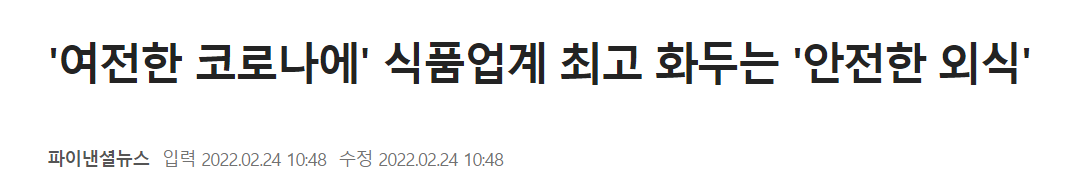 '여전한 코로나에' 식품업계 최고 화두는 '안전한 외식'
파이낸셜뉴스 입력 2022.02.24 10:48 수정 2022.02.24 10:48